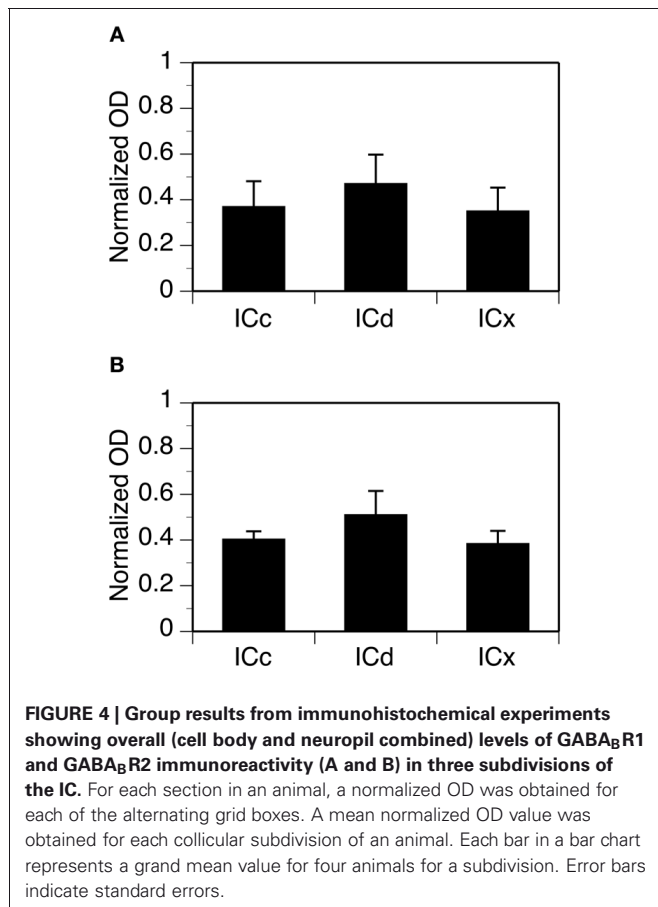 A
1
0.8
0.6
0.4
0.2
0
Normalized OD
ICc ICd ICx
B
1
0.8
0.6
0.4
0.2
0
Normalized OD
ICc ICd ICx
FIGURE 4 | Group results from immunohistochemical experiments
showing overall (cell body and neuropil combined) levels of GABA_BR1
and GABA_BR2 immunoreactivity (A and B) in three subdivisions of
the IC. For each section in an animal, a normalized OD was obtained for
each of the alternating grid boxes. A mean normalized OD value was
obtained for each collicular subdivision of an animal. Each bar in a bar chart
represents a grand mean value for four animals for a subdivision. Error bars
indicate standard errors.